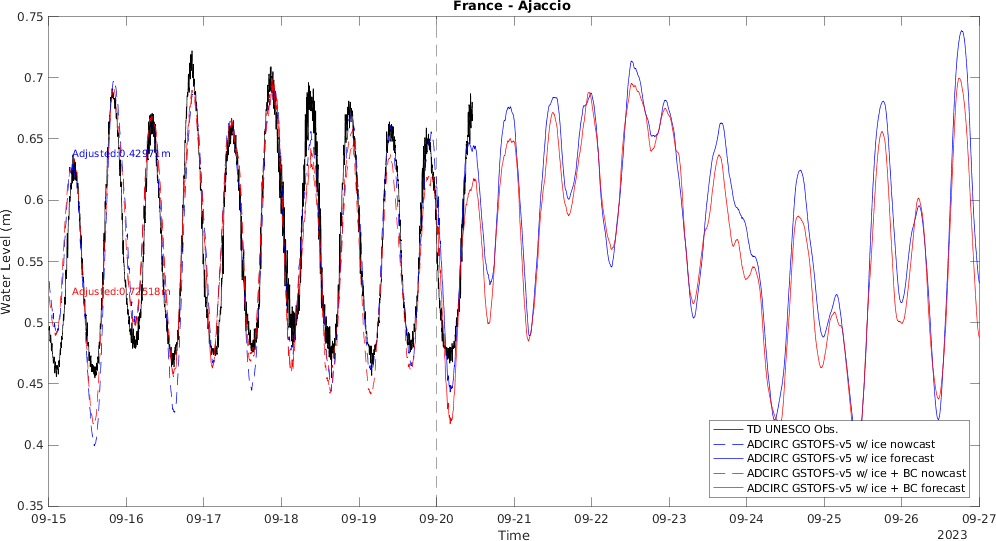 France - Ajaccio
0.75
0.7
0.65
0.6
0.55
0.5
0.45
0.4
0.35
Water Level (m)
Adjusted:0.42971m
Adjusted:0.72518m
TD UNESCO Obs.
ADCIRC GSTOFS-v5 w/ ice nowcast
ADCIRC GSTOFS-v5 w/ ice forecast
ADCIRC GSTOFS-v5 w/ ice + BC nowcast
ADCIRC GSTOFS-v5 w/ ice + BC forecast
09-15 09-16 09-17 09-18 09-19 09-20 09-21 09-22 09-23 09-24 09-25 09-26 09-27
Time
2023